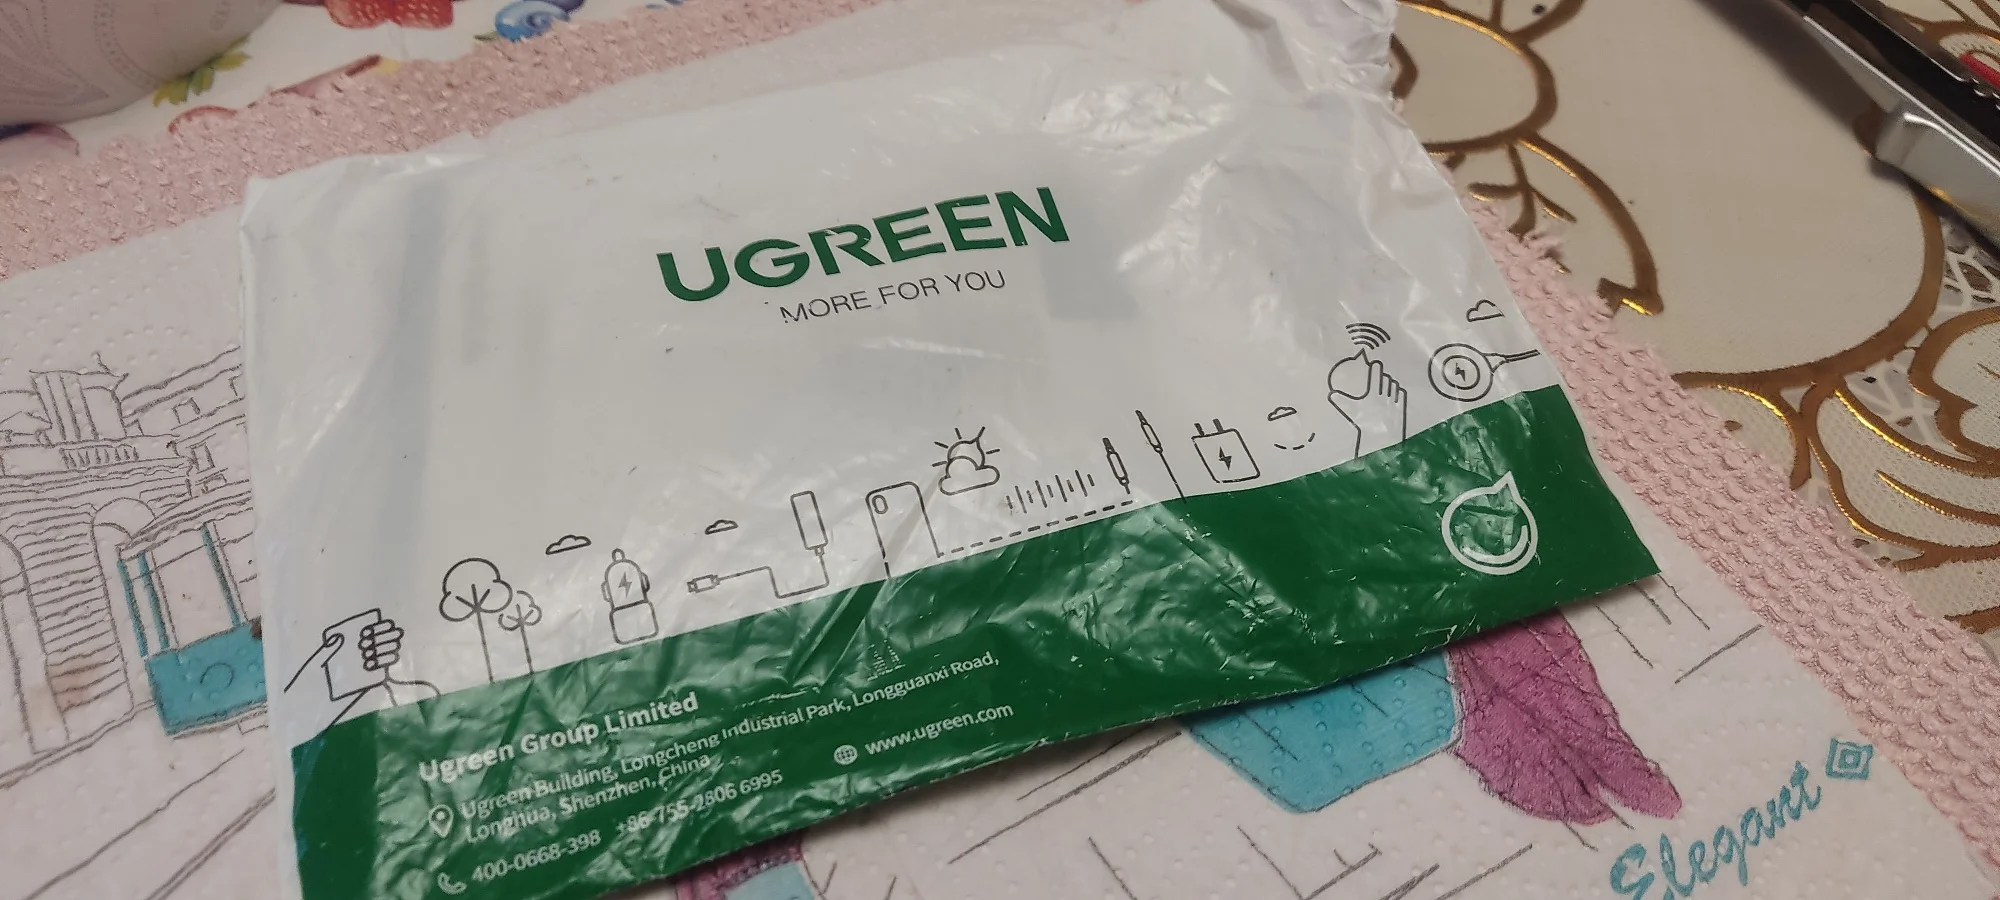 UGREEN
MORE FOR YOU
Ugreen Group Limited
Ugreen Building, Longcheng Industrial Park, Longguanxi Road,
Longhua, Shenzhen, China
400-0668-398 +86-755-2806 6995
www.ugreen.com
Elegant